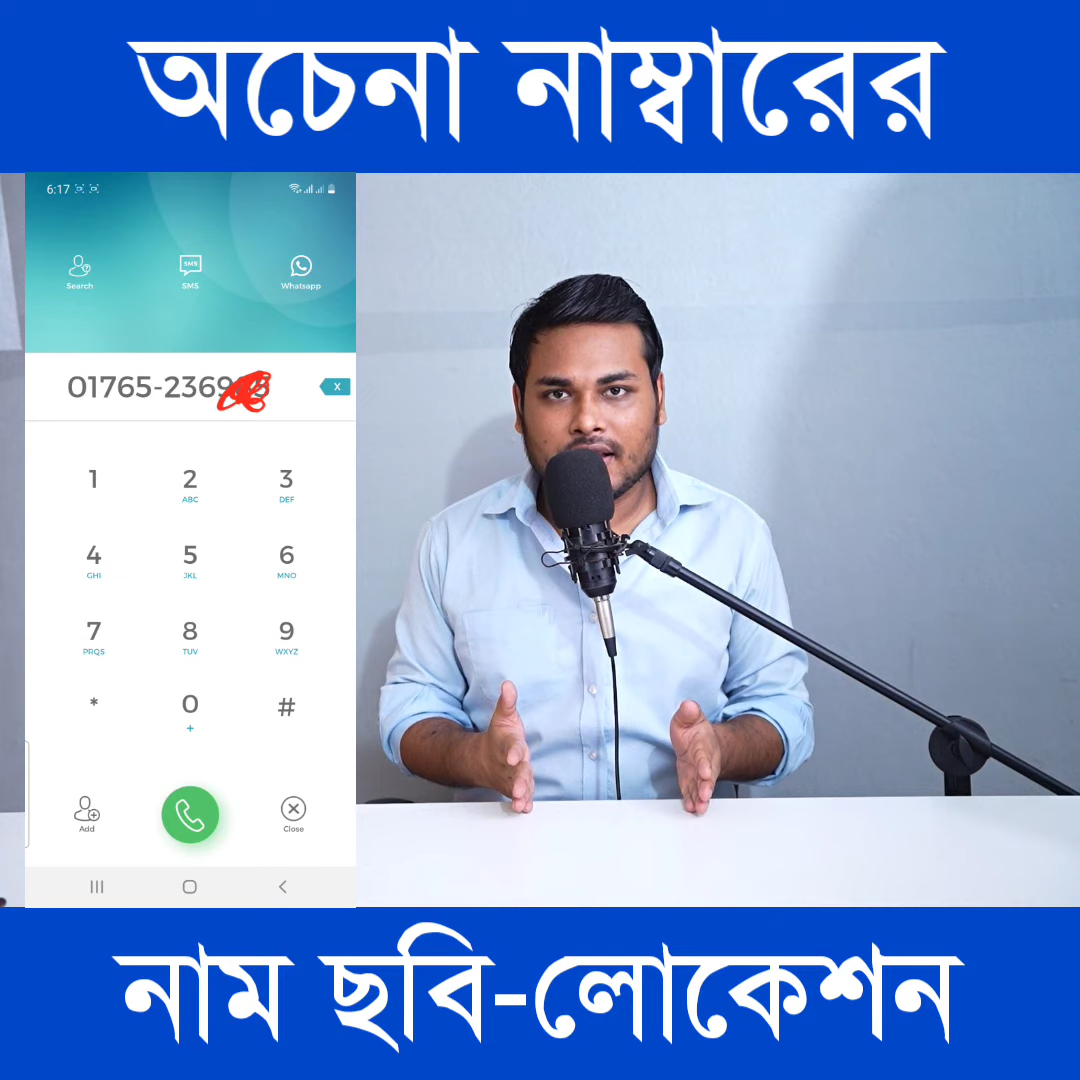 অচেনা নাম্বারের
6:17
Search
SMS
SMS
Whatsapp
01765-2369
X
1
2
3
ABC
DEF
4
5
6
GHI
JKL
MNO
7
8
9
PRQS
TUV
WXYZ
*
0
#
+
Add
Close
নাম ছবি-লোকেশন